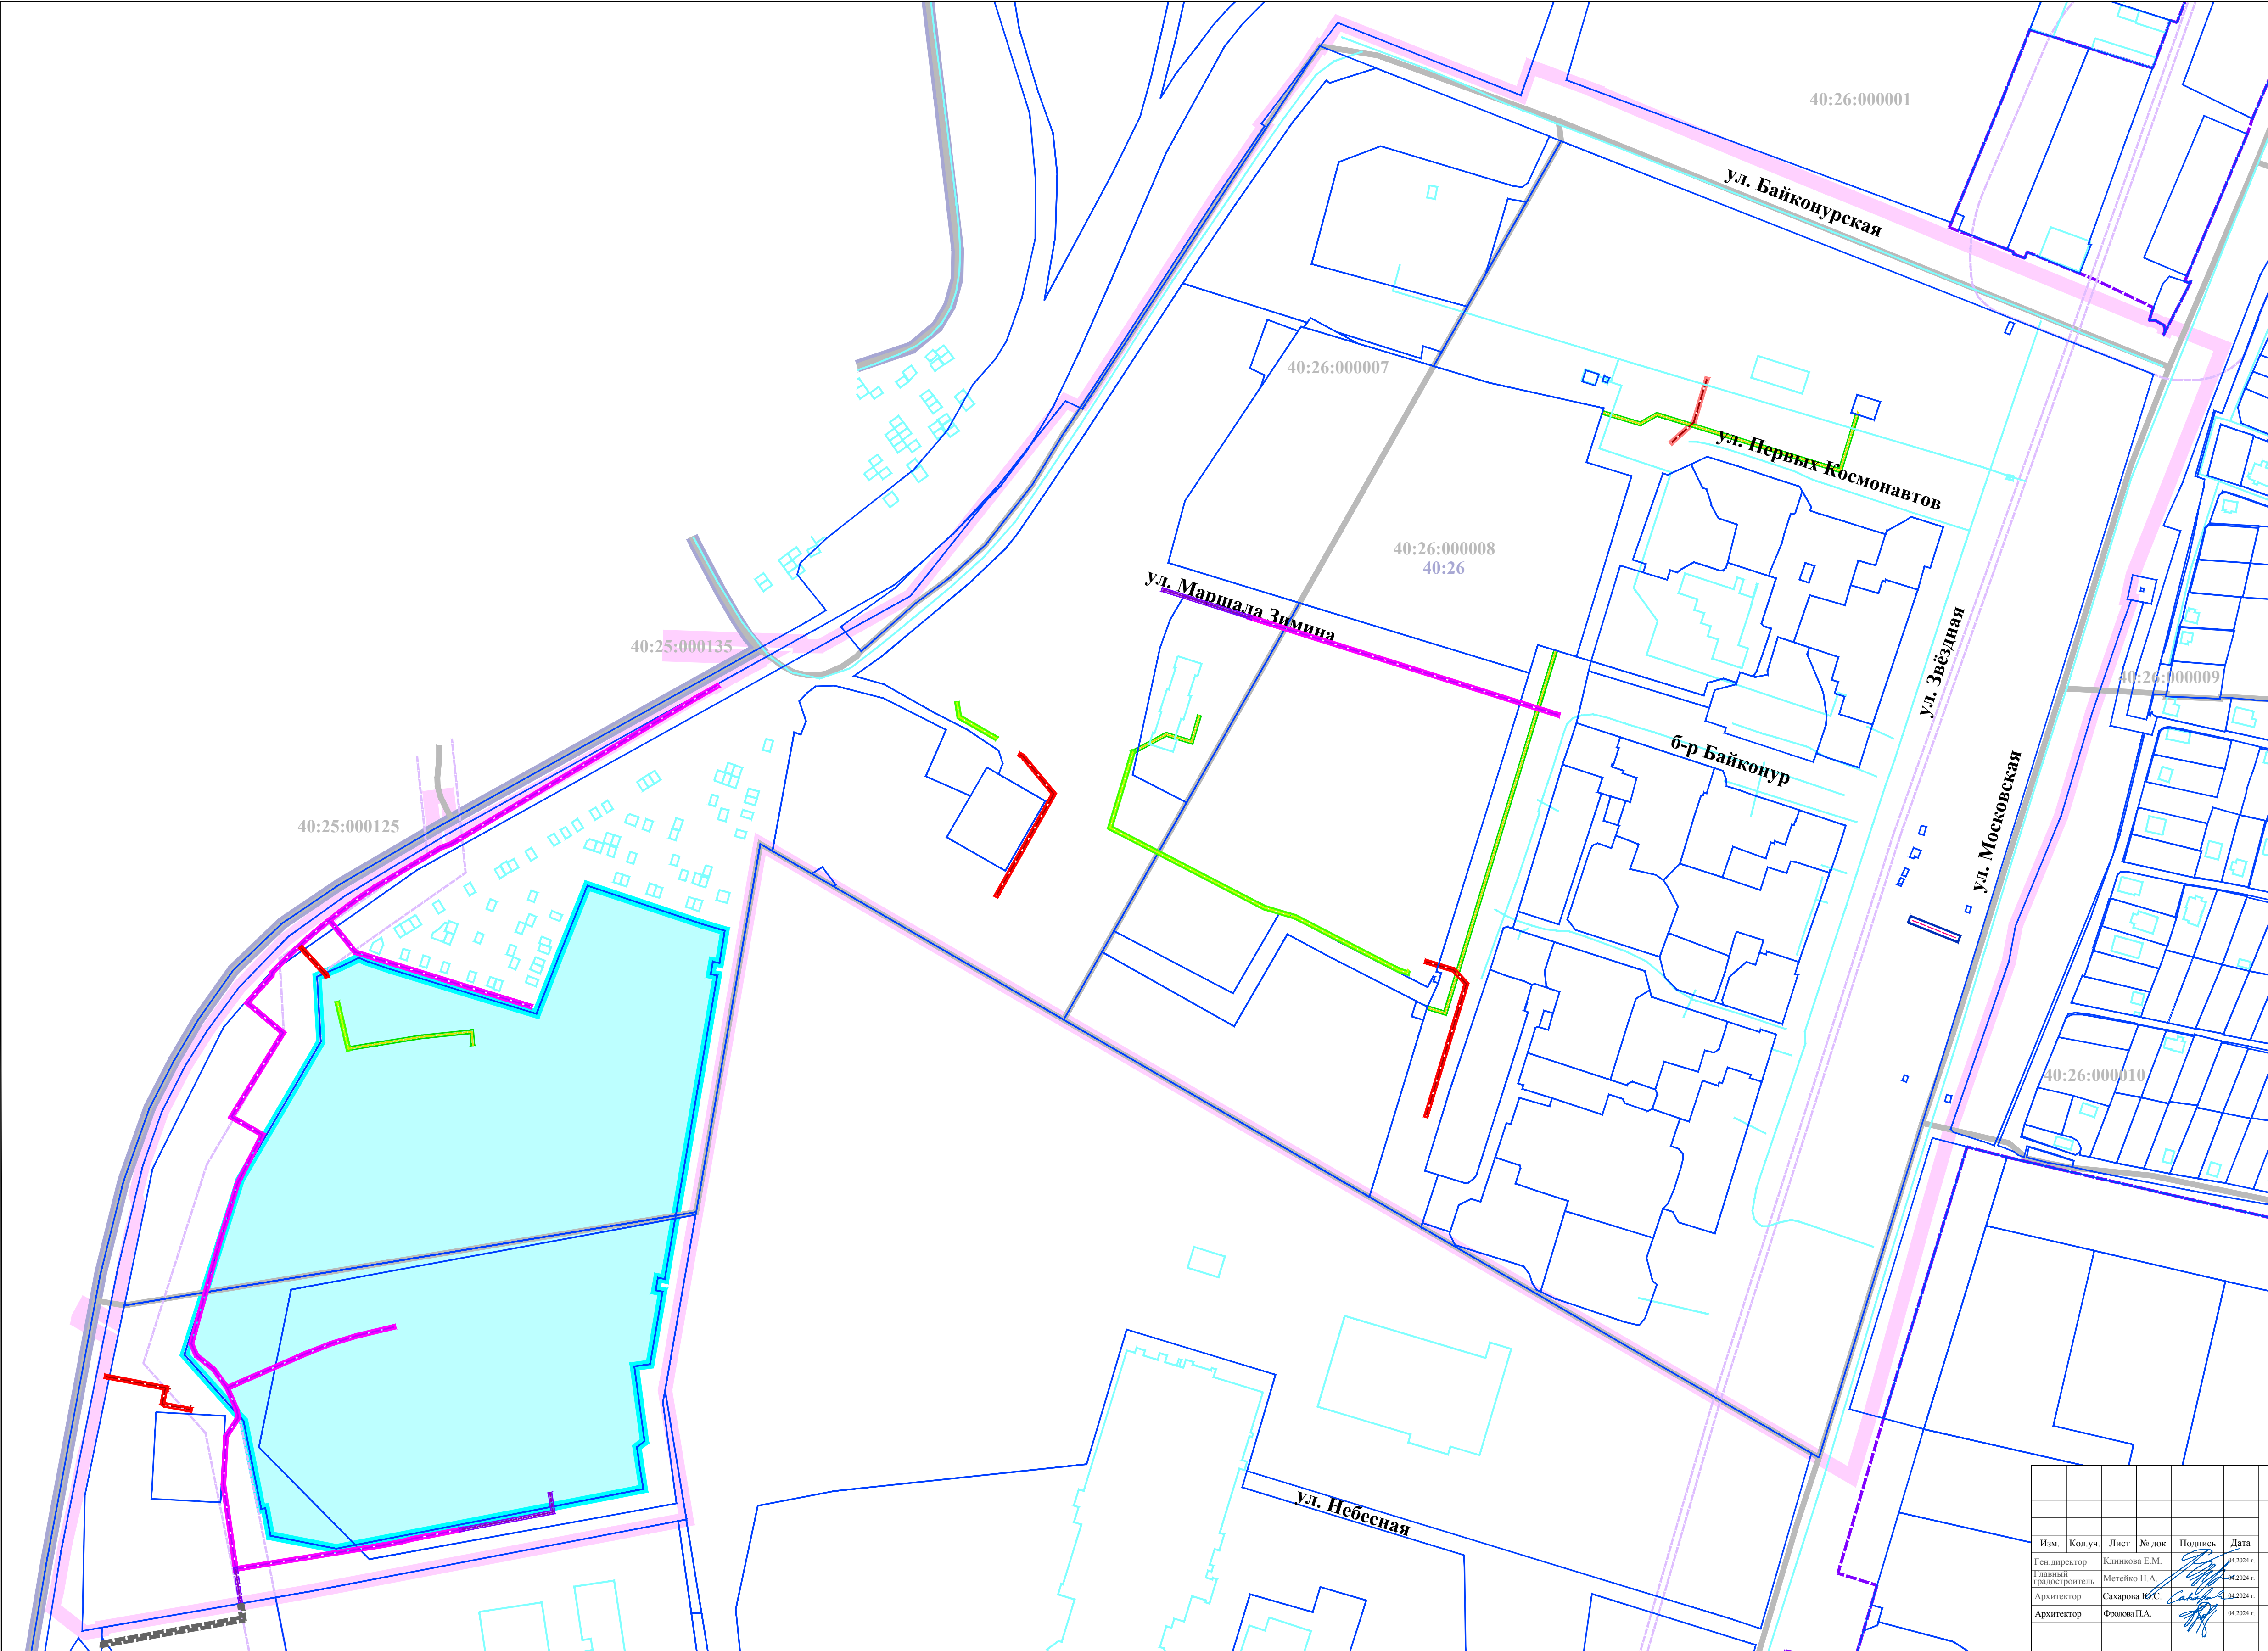 40:26:000001
ул. Байконурская
40:26:000007
ул. Первых Космонавтов
40:26:000008
40:26
ул. Маршала Зимина
40:25:000135
ул. Звёздная
40:26:000009
б-р Байконур
ул. Московская
40:25:000125
40:26:000010
ул. Небесная
Изм. Кол.уч. Лист № док Подпись Дата
Ген.директор Клинкова Е.М. 04.2024 г.
Главный градостроитель Метейко Н.А. 04.2024 г.
Архитектор Сахарова Ю.С. 04.2024 г.
Архитектор Фролова П.А. 04.2024 г.